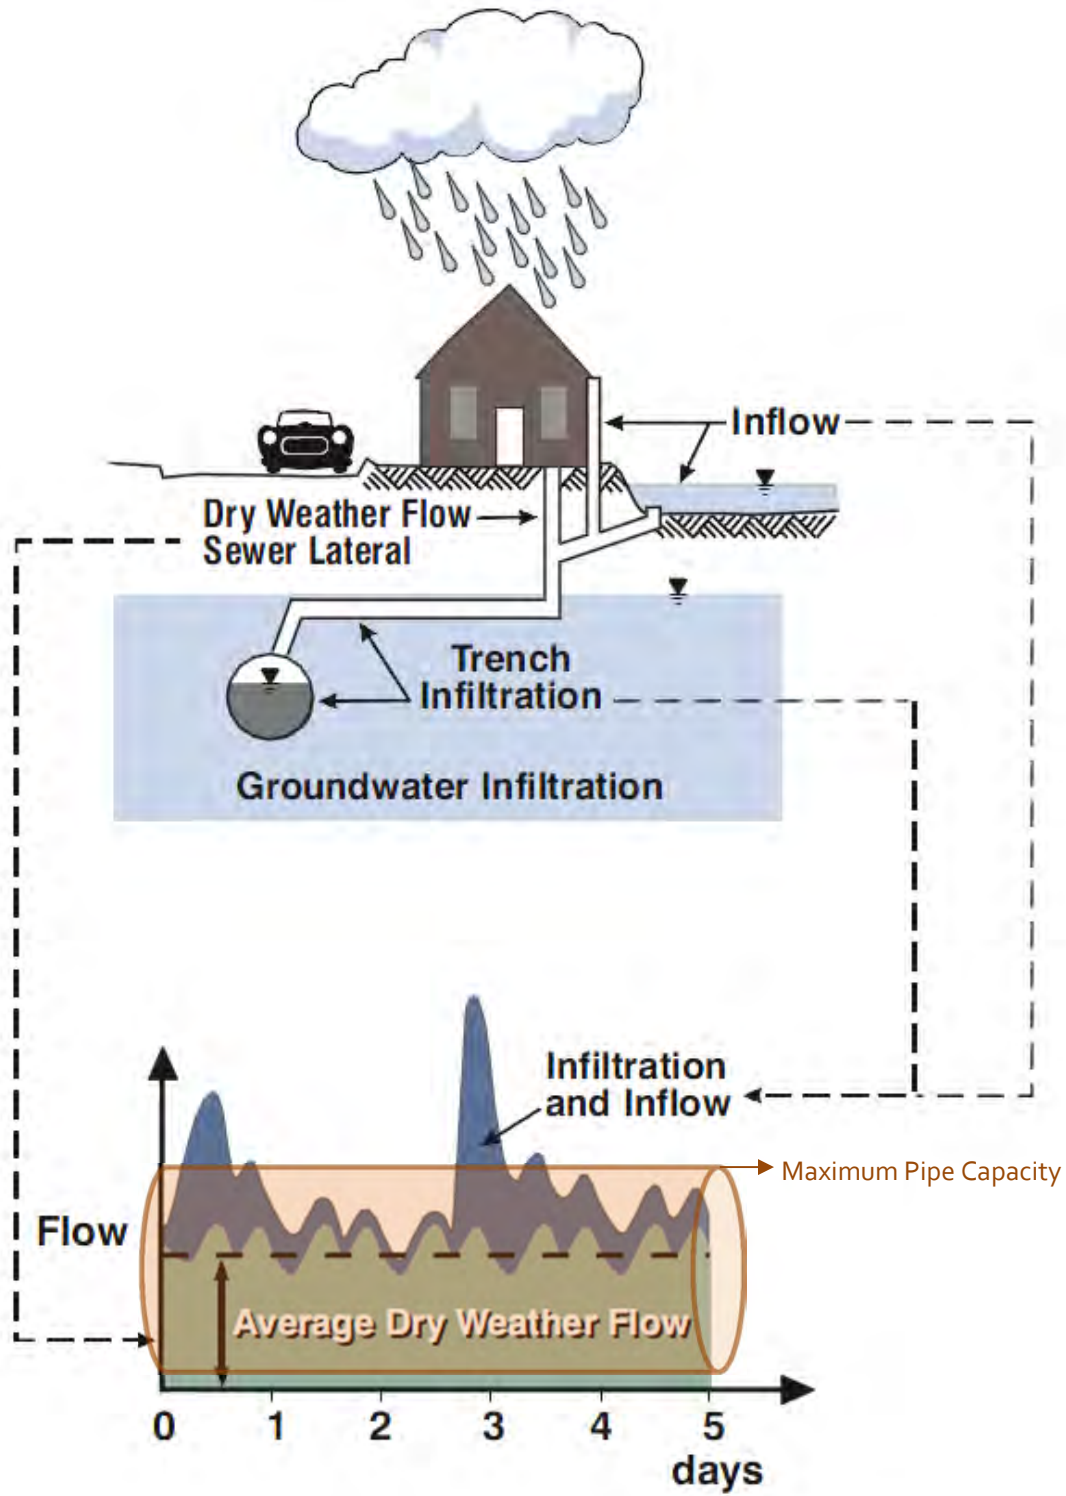 Inflow
Dry Weather Flow
Sewer Lateral
Trench
Infiltration
Groundwater Infiltration
Infiltration
and Inflow
Maximum Pipe Capacity
Flow
Average Dry Weather Flow
0 1 2 3 4 5
days